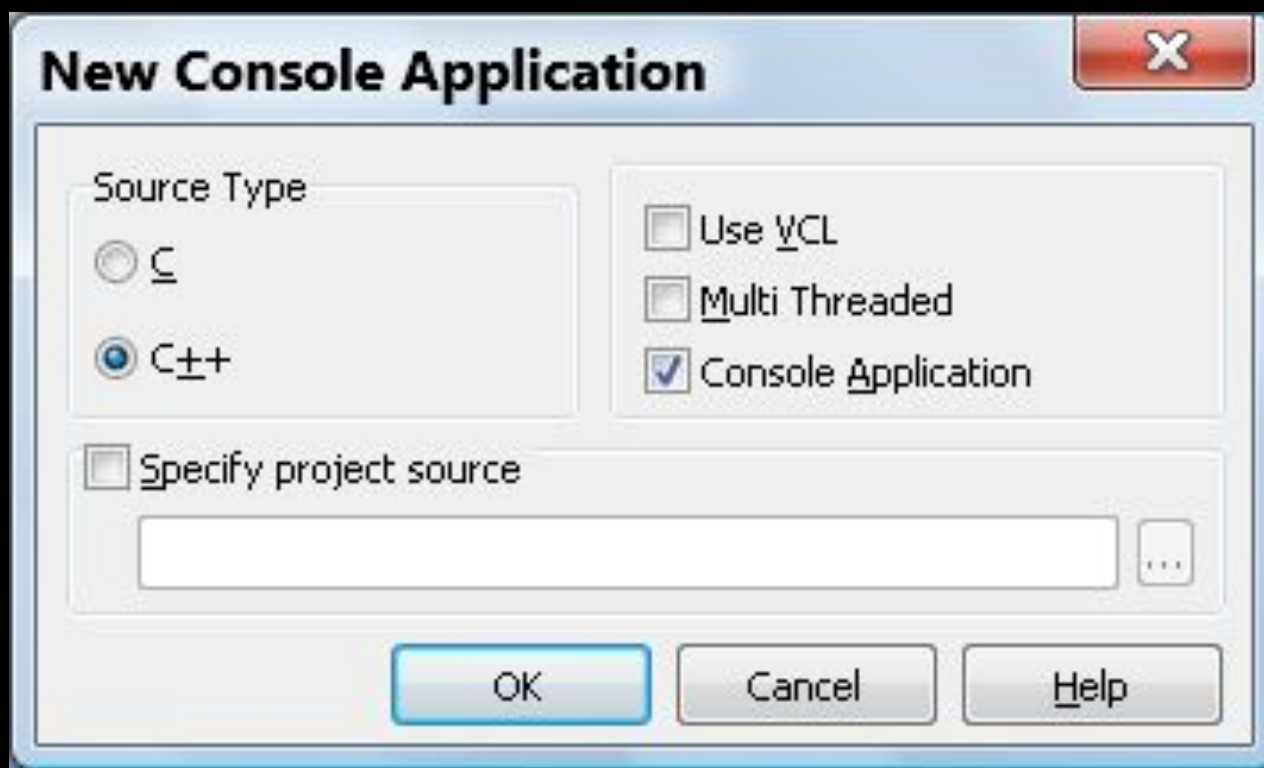 New Console Application
Source Type
C
C++
Use VCL
Multi Threaded
Console Application
Specify project source
...
OK
Cancel
Help